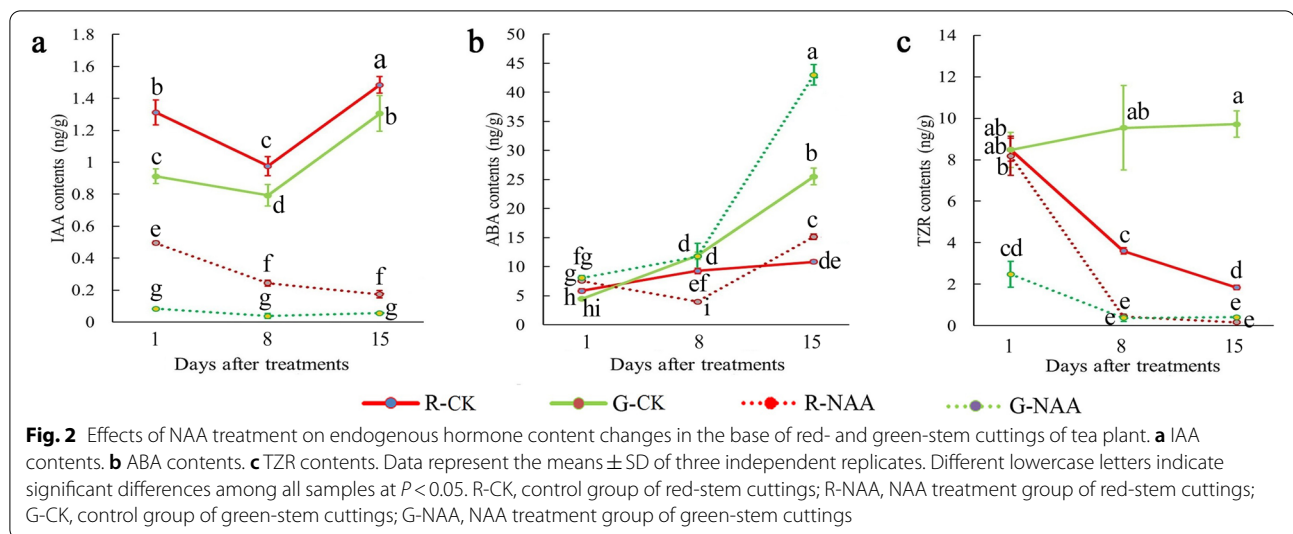 a
IAA contents (ng/g)
1.8
1.6
1.4
1.2
1
0.8
0.6
0.4
0.2
0
b
c
a
c
d
b
e
f
f
g
g
g
1
8
15
Days after treatments
b
ABA contents (ng/g)
50
45
40
35
30
25
20
15
10
5
0
fg
g
h
hi
d
d
ef
i
a
b
c
de
1
8
15
Days after treatments
c
TZR contents (ng/g)
14
12
10
8
6
4
2
0
ab
ab
b
cd
ab
c
e
e
a
d
e
e
1
8
15
Days after treatments
R-CK
G-CK
R-NAA
G-NAA
Fig. 2 Effects of NAA treatment on endogenous hormone content changes in the base of red- and green-stem cuttings of tea plant. a IAA
contents. b ABA contents. c TZR contents. Data represent the means ± SD of three independent replicates. Different lowercase letters indicate
significant differences among all samples at P < 0.05. R-CK, control group of red-stem cuttings; R-NAA, NAA treatment group of red-stem cuttings;
G-CK, control group of green-stem cuttings; G-NAA, NAA treatment group of green-stem cuttings